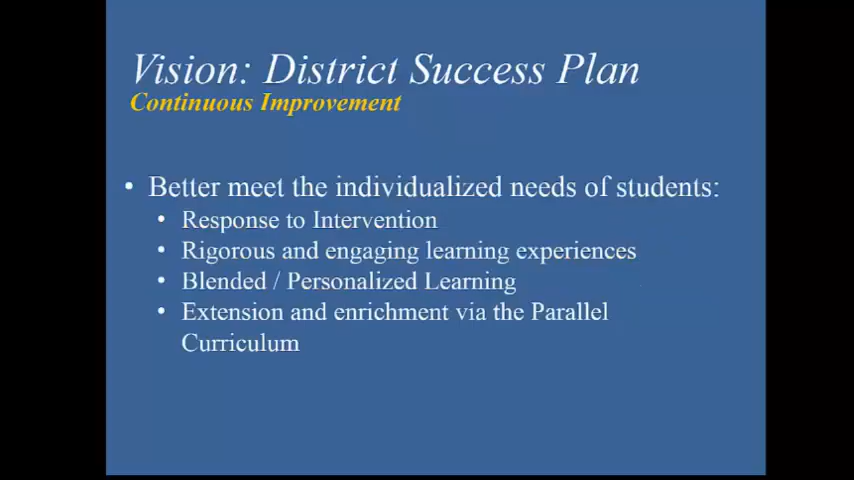 Vision: District Success Plan
Continuous Improvement
• Better meet the individualized needs of students:
• Response to Intervention
• Rigorous and engaging learning experiences
• Blended / Personalized Learning
• Extension and enrichment via the Parallel
Curriculum